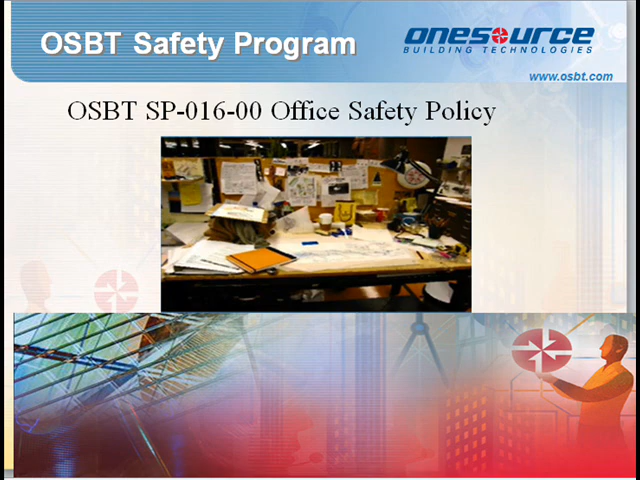 OSBT Safety Program
onesource
BUILDING TECHNOLOGIES
www.osbt.com
OSBT SP-016-00 Office Safety Policy